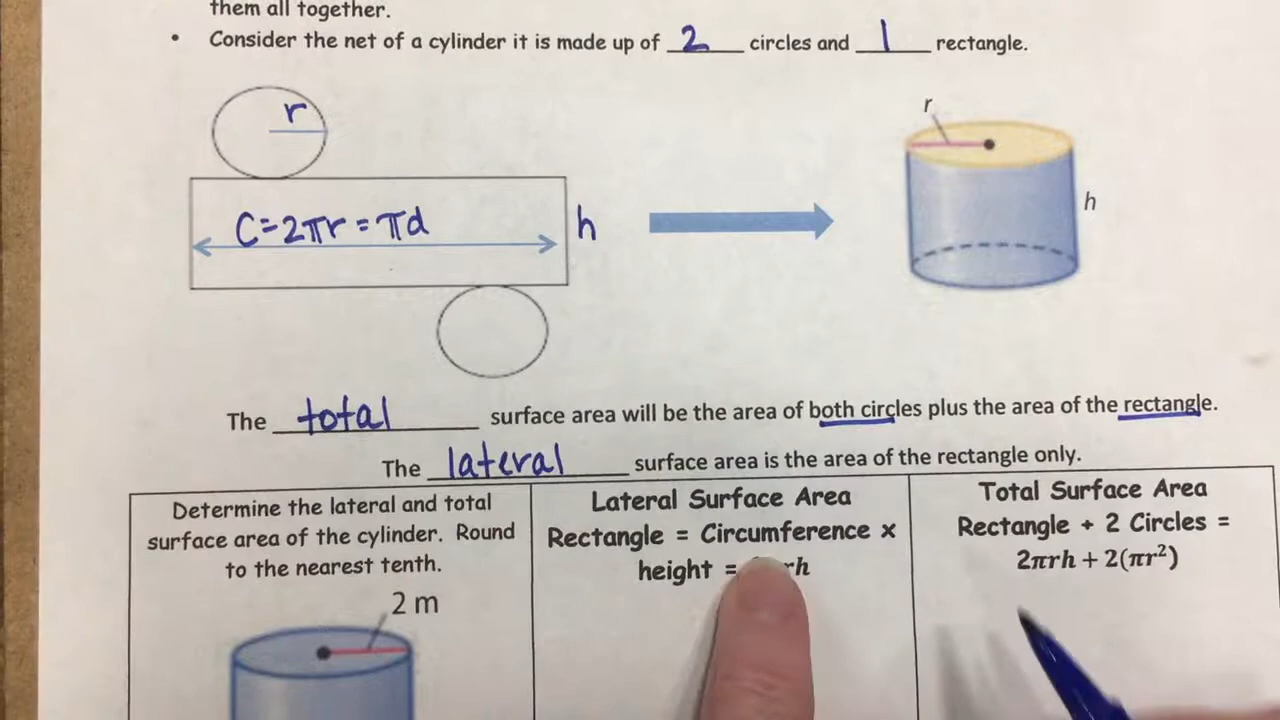 them all together.
• Consider the net of a cylinder it is made up of 2 circles and 1 rectangle.
r
C=2πr = πd
h
r
h
The total surface area will be the area of both circles plus the area of the rectangle.
The lateral surface area is the area of the rectangle only.
Determine the lateral and total
surface area of the cylinder. Round
to the nearest tenth.
2 m
Lateral Surface Area
Rectangle = Circumference ×
height = rh
Total Surface Area
Rectangle + 2 Circles =
2πrh + 2(πr²)